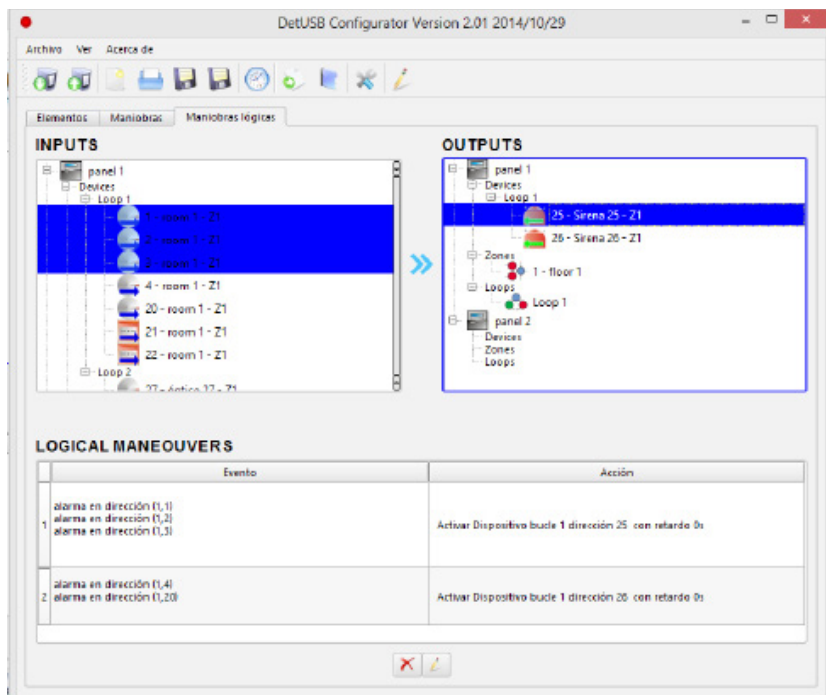 DetUSB Configurator Version 2.01 2014/10/29
Archivo Ver Acerca de
Elementos Maniobras Maniobras lógicas
INPUTS
panel 1
Devices
Loop 1
1 - room 1 - Z1
2 - room 1 - Z1
3 - room 1 - Z1
4 - room 1 - Z1
20 - room 1 - Z1
21 - room 1 - Z1
22 - room 1 - Z1
Loop 2
27 - óptico 27 - Z1
OUTPUTS
panel 1
Devices
Loop 1
25 - Sirena 25 - Z1
26 - Sirena 26 - Z1
Zones
1 - floor 1
Loops
Loop 1
panel 2
Devices
Zones
Loops
LOGICAL MANEOUVERS
Evento Acción
1 alarma en dirección (1,1)
alarma en dirección (1,2)
alarma en dirección (1,3)
Activar Dispositivo bucle 1 dirección 25 con retardo 0s
2 alarma en dirección (1,4)
alarma en dirección (1,20)
Activar Dispositivo bucle 1 dirección 26 con retardo 0s